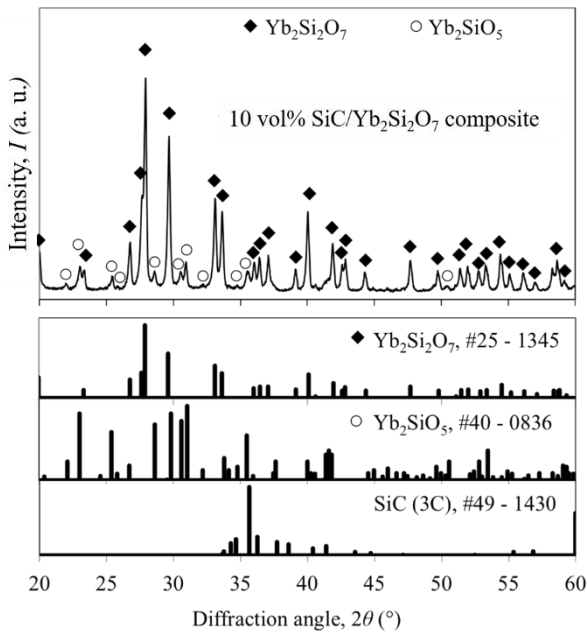 ◆ Yb₂Si₂O₇ ○ Yb₂SiO₅
10 vol% SiC/Yb₂Si₂O₇ composite
Intensity, I (a. u.)
◆ Yb₂Si₂O₇, #25 - 1345
○ Yb₂SiO₅, #40 - 0836
SiC (3C), #49 - 1430
20 25 30 35 40 45 50 55 60
Diffraction angle, 2θ (°)